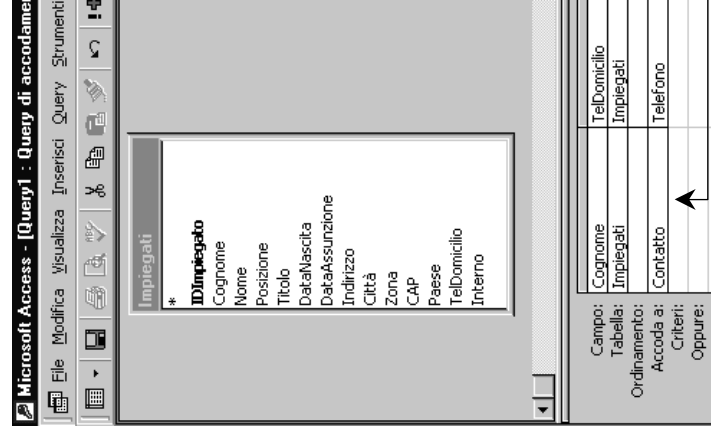 Microsoft Access - [Query1 : Query di accodame
File Modifica Visualizza Inserisci Query Strumenti
Impiegati
*
IDImpiegato
Cognome
Nome
Posizione
Titolo
DataNascita
DataAssunzione
Indirizzo
Città
Zona
CAP
Paese
TelDomicilio
Interno
Campo: Cognome TelDomicilio
Tabella: Impiegati Impiegati
Ordinamento:
Accoda a: Contatto Telefono
Criteri:
Oppure: